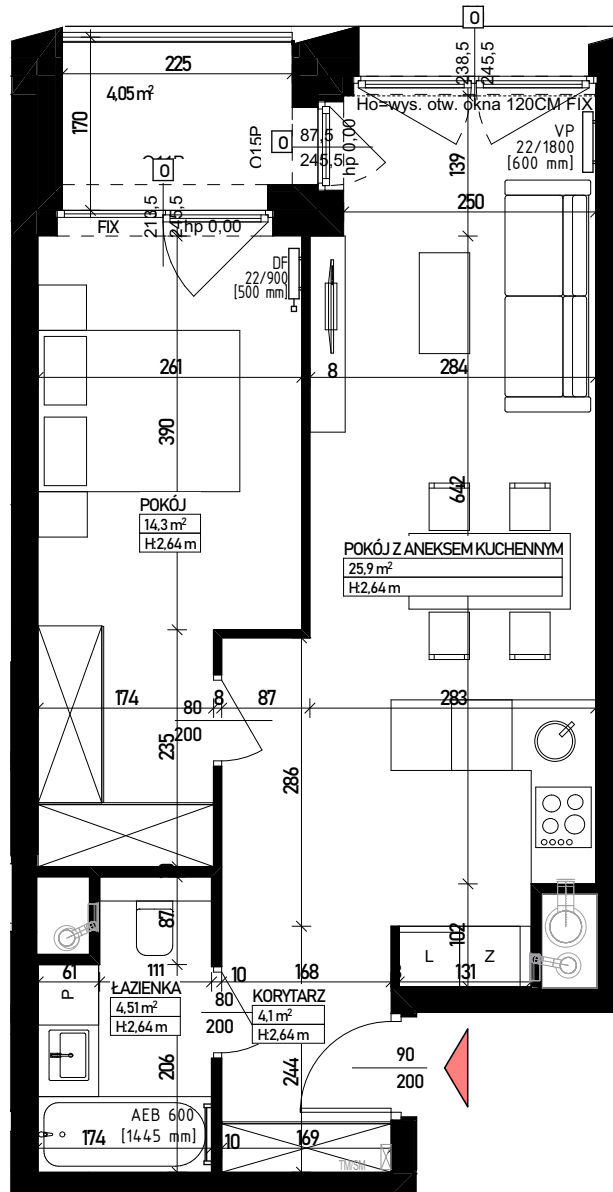 0
225
4,05 m²
170
238,5
245,5
Ho=wys. otw. okna 120CM FIX
O15P
0
87,5
245,5
hp 0,00
VP
22/1800
[600 mm]
139
0
250
FIX
213,5
245,5
hp 0,00
DF
22/900
[500 mm]
261
8
284
390
642
POKÓJ
14,3 m²
H:2,64 m
POKÓJ Z ANEKSEM KUCHENNYM
25,9 m²
H:2,64 m
174
8
87
283
80
200
235
286
87
102
L
Z
61
111
10
168
131
P
ŁAZIENKA
4,51 m²
H:2,64 m
80
200
KORYTARZ
4,1 m²
H:2,64 m
90
200
206
244
AEB 600
[1445 mm]
174
10
169
TM/SM